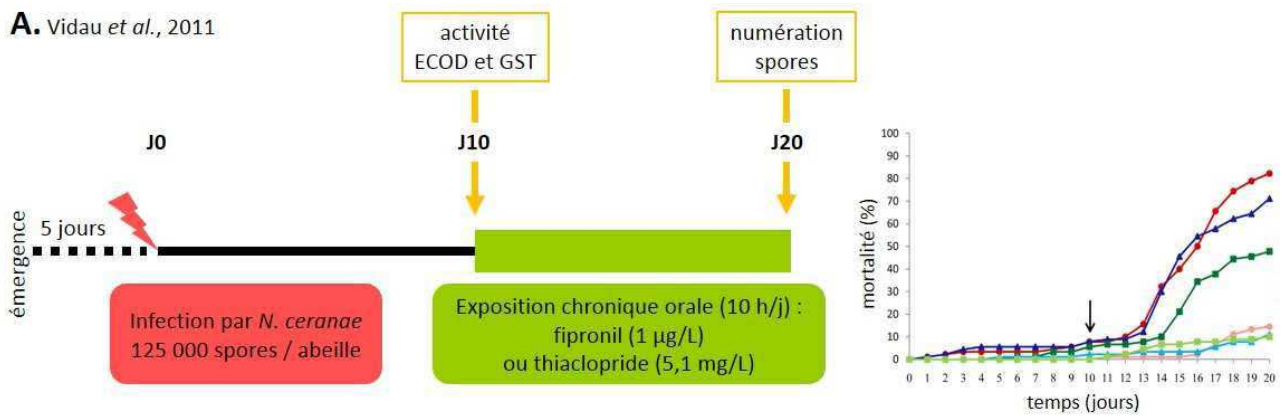 A. Vidau et al., 2011
activité
ECOD et GST
numération
spores
J0
J10
J20
5 jours
émergence
Infection par N. ceranae
125 000 spores / abeille
Exposition chronique orale (10 h/j) :
fipronil (1 µg/L)
ou thiaclopride (5,1 mg/L)
mortalité (%)
100
90
80
70
60
50
40
30
20
10
0
0 1 2 3 4 5 6 7 8 9 10 11 12 13 14 15 16 17 18 19 20
temps (jours)